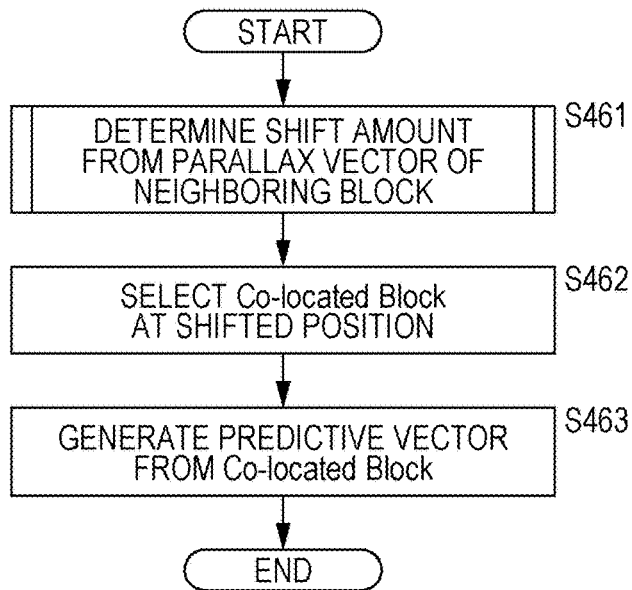 START
DETERMINE SHIFT AMOUNT
FROM PARALLAX VECTOR OF
NEIGHBORING BLOCK
S461
SELECT Co-located Block
AT SHIFTED POSITION
S462
GENERATE PREDICTIVE VECTOR
FROM Co-located Block
S463
END